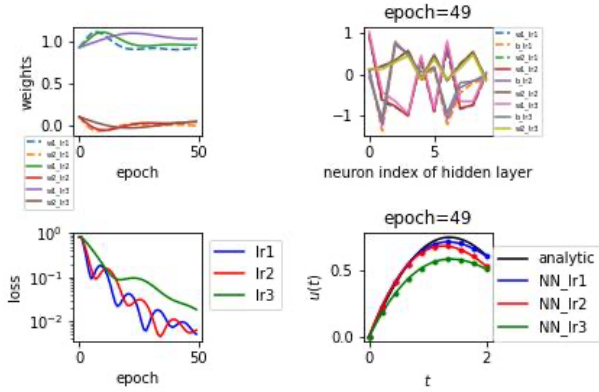 epoch=49
1.0
0.5
0.0
weights
0
50
epoch
w1_lr1
w2_lr1
w1_lr2
w2_lr2
w1_lr3
w2_lr3
1
0
−1
0
5
neuron index of hidden layer
w1_lr1
b_lr1
w2_lr1
w1_lr2
b_lr2
w2_lr2
w1_lr3
b_lr3
w2_lr3
10⁰
10⁻¹
10⁻²
loss
0
50
epoch
lr1
lr2
lr3
epoch=49
0.5
0.0
u(t)
0
2
t
analytic
NN_lr1
NN_lr2
NN_lr3